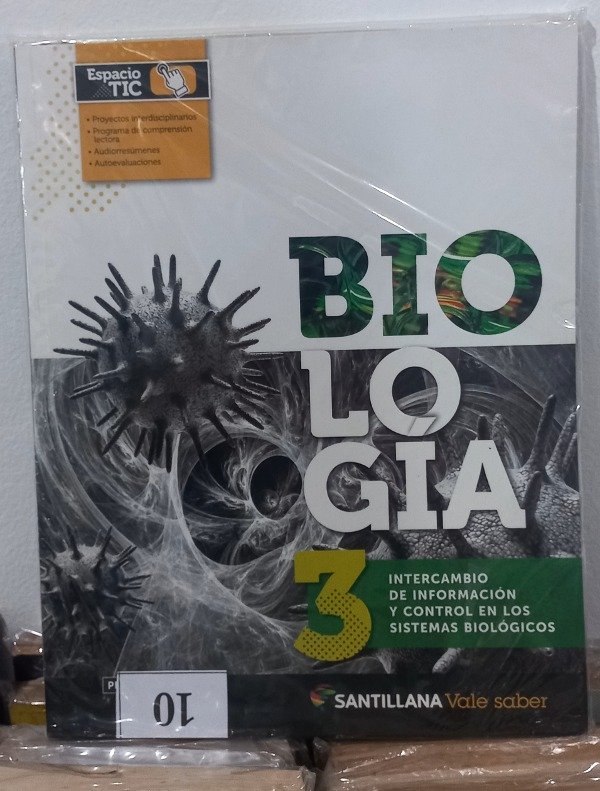 Espacio
TIC
• Proyectos interdisciplinarios
• Programa de comprensión
lectora
• Audiorresúmenes
• Autoevaluaciones
BIO
LO
GÍA
3
INTERCAMBIO
DE INFORMACIÓN
Y CONTROL EN LOS
SISTEMAS BIOLÓGICOS
10
SANTILLANA Vale saber